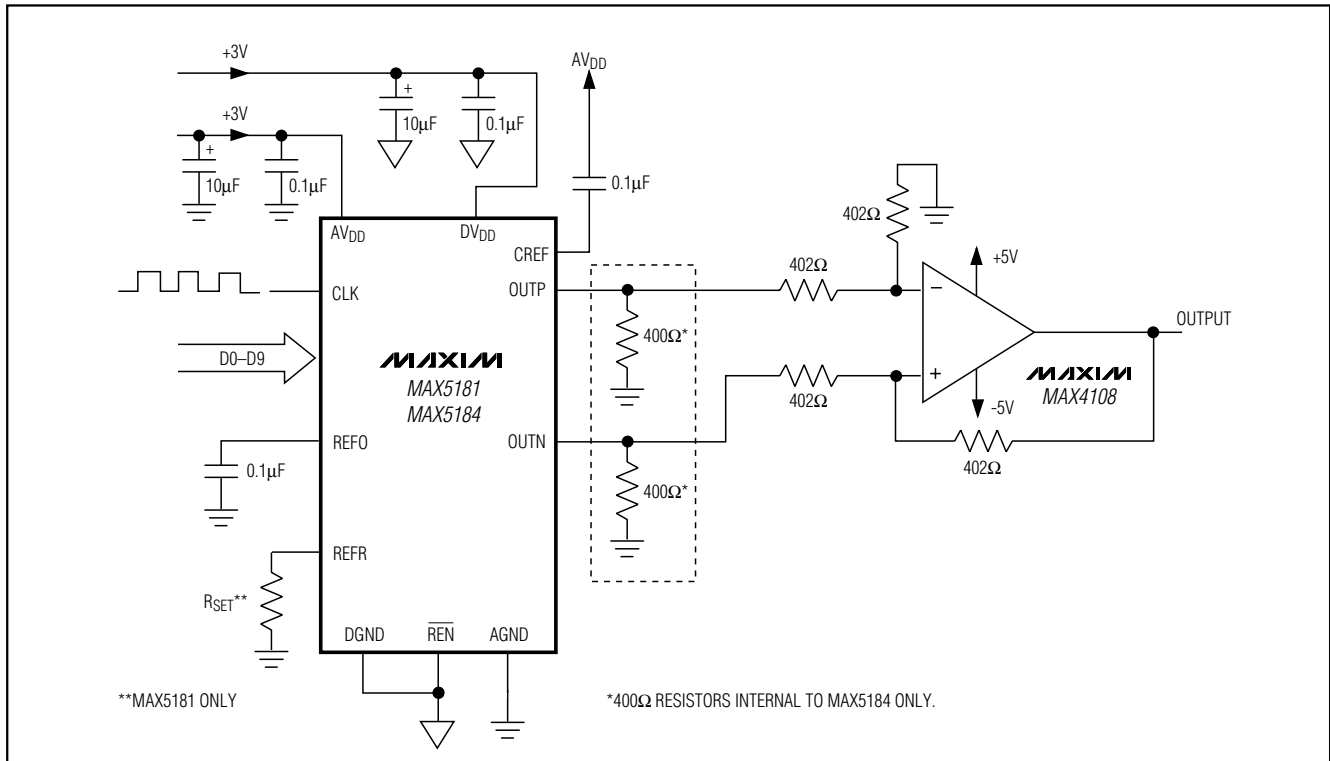 +3V
AVDD
+3V
+
10µF
0.1µF
+
10µF
0.1µF
0.1µF
AVDD
DVDD
CREF
402Ω
+5V
CLK
OUTP
402Ω
−
OUTPUT
D0–D9
400Ω*
MAXIM
MAX5181
MAX5184
+
MAXIM
MAX4108
402Ω
-5V
REFO
OUTN
402Ω
0.1µF
400Ω*
REFR
RSET**
DGND
REN
AGND
**MAX5181 ONLY
*400Ω RESISTORS INTERNAL TO MAX5184 ONLY.